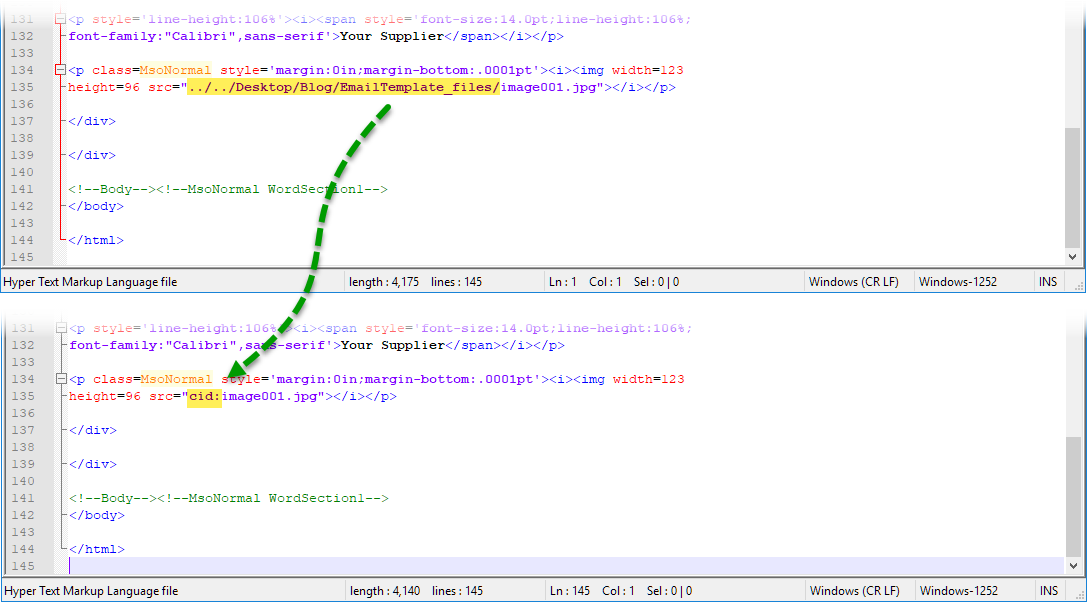 131 <p style='line-height:106%'><i><span style='font-size:14.0pt;line-height:106%;
132 font-family:"Calibri",sans-serif'>Your Supplier</span></i></p>
133
134 <p class=MsoNormal style='margin:0in;margin-bottom:.0001pt'><i><img width=123
135 height=96 src="../../Desktop/Blog/EmailTemplate_files/image001.jpg"></i></p>
136
137 </div>
138
139 </div>
140
141 <!--Body--><!--MsoNormal WordSection1-->
142 </body>
143
144 </html>
145
Hyper Text Markup Language file length : 4,175 lines : 145 Ln : 1 Col : 1 Sel : 0 | 0 Windows (CR LF) Windows-1252 INS
131 <p style='line-height:106%'><i><span style='font-size:14.0pt;line-height:106%;
132 font-family:"Calibri",sans-serif'>Your Supplier</span></i></p>
133
134 <p class=MsoNormal style='margin:0in;margin-bottom:.0001pt'><i><img width=123
135 height=96 src="cid:image001.jpg"></i></p>
136
137 </div>
138
139 </div>
140
141 <!--Body--><!--MsoNormal WordSection1-->
142 </body>
143
144 </html>
145
Hyper Text Markup Language file length : 4,140 lines : 145 Ln : 145 Col : 1 Sel : 0 | 0 Windows (CR LF) Windows-1252 INS